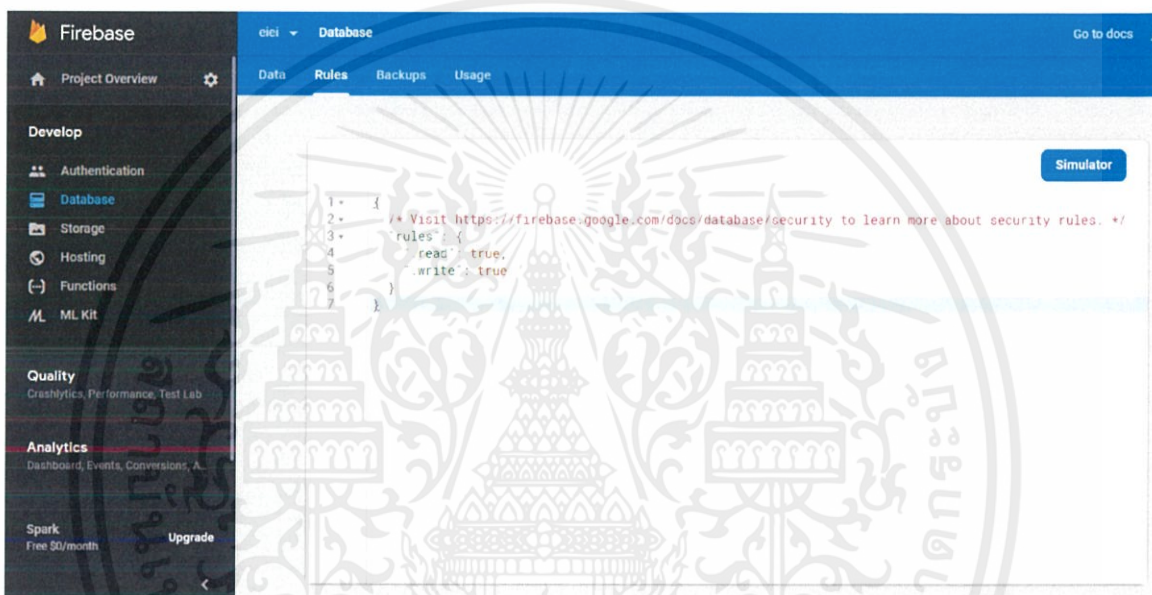 Firebase
eiei
Database
Go to docs
Project Overview
Data
Rules
Backups
Usage
Develop
Authentication
Database
Storage
Hosting
Functions
ML Kit
Quality
Crashlytics, Performance, Test Lab
Analytics
Dashboard, Events, Conversions, A...
Spark
Free $0/month
Upgrade
Simulator
1 {
2 /* Visit https://firebase.google.com/docs/database/security to learn more about security rules. */
3 "rules": {
4 ".read": true,
5 ".write": true
6 }
7 }